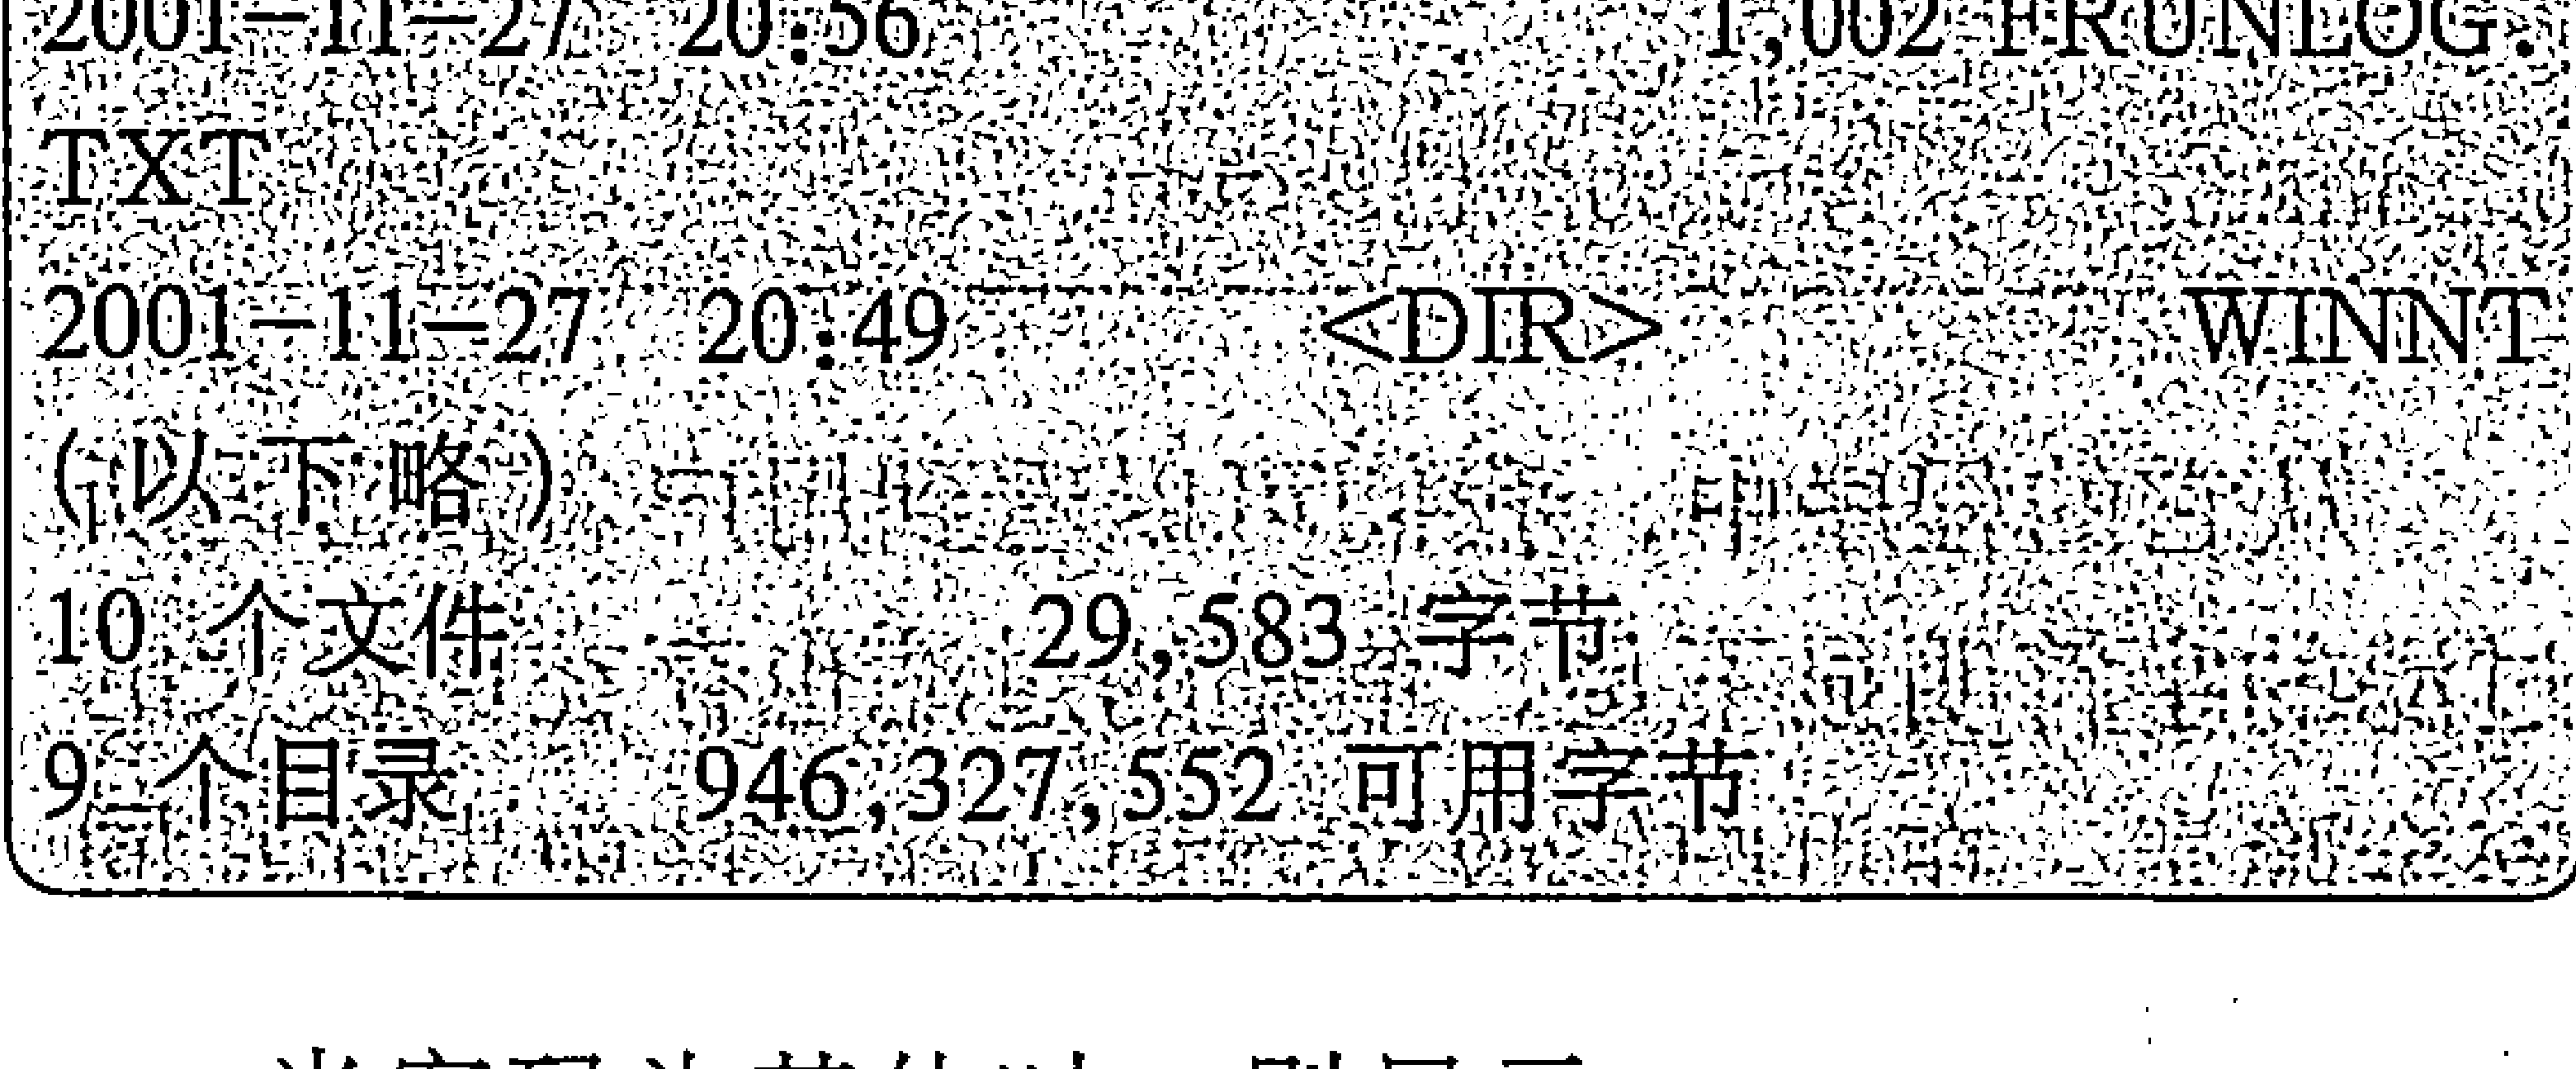 2001-11-27 20:56 1,002 FRUNLOG.
TXT
2001-11-27 20:49 <DIR> WINNT
(以下略)
10 个文件 29,583 字节
9 个目录 946,327,552 可用字节